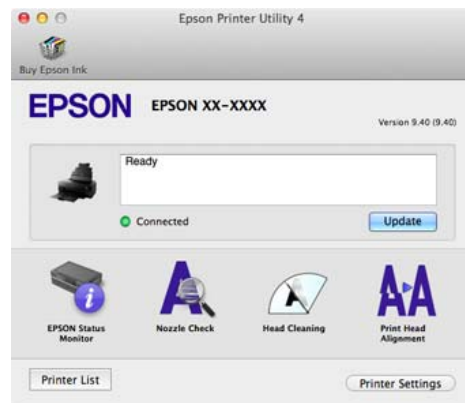 Epson Printer Utility 4
Buy Epson Ink
EPSON EPSON XX-XXXX
Version 9.40 (9.40)
Ready
Connected Update
EPSON Status
Monitor
Nozzle Check
Head Cleaning
Print Head
Alignment
Printer List Printer Settings